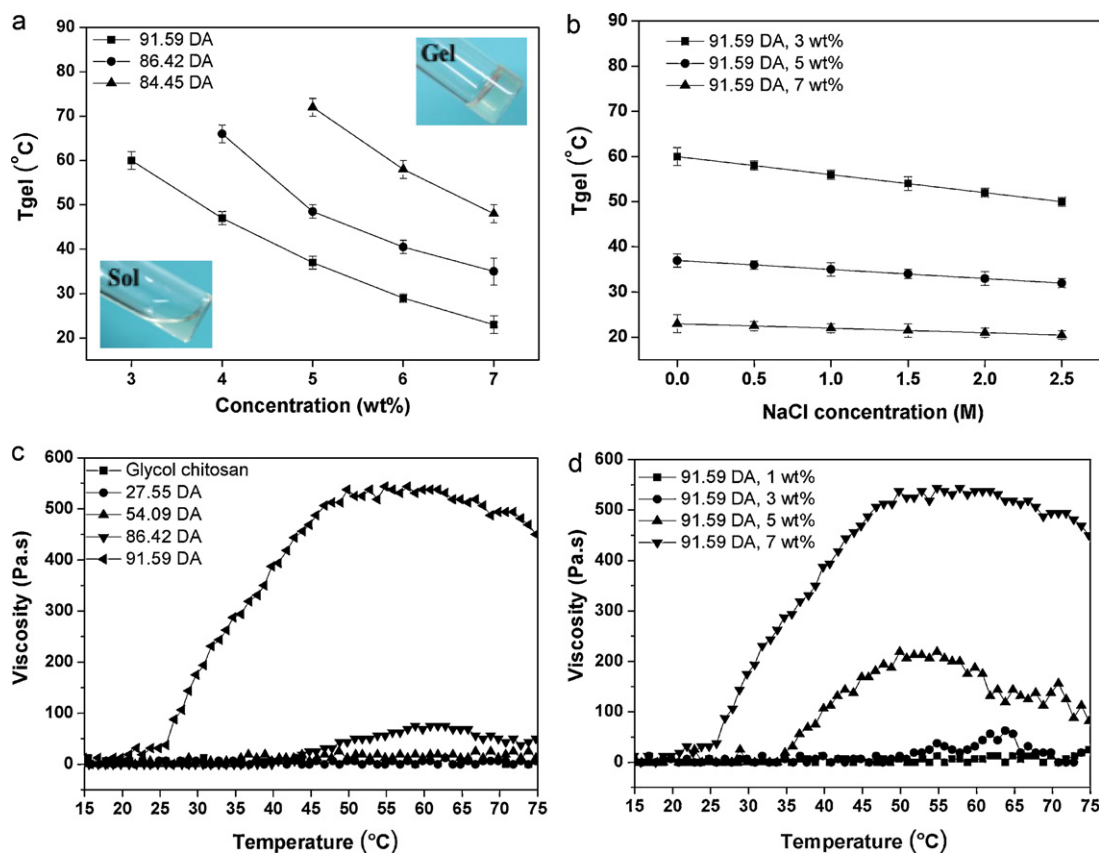 a
91.59 DA
86.42 DA
84.45 DA
Gel
Sol
Tgel (°C)
90
80
70
60
50
40
30
20
3 4 5 6 7
Concentration (wt%)
b
91.59 DA, 3 wt%
91.59 DA, 5 wt%
91.59 DA, 7 wt%
Tgel (°C)
90
80
70
60
50
40
30
20
0.0 0.5 1.0 1.5 2.0 2.5
NaCl concentration (M)
c
Glycol chitosan
27.55 DA
54.09 DA
86.42 DA
91.59 DA
Viscosity (Pa.s)
600
500
400
300
200
100
0
15 20 25 30 35 40 45 50 55 60 65 70 75
Temperature (°C)
d
91.59 DA, 1 wt%
91.59 DA, 3 wt%
91.59 DA, 5 wt%
91.59 DA, 7 wt%
Viscosity (Pa.s)
600
500
400
300
200
100
0
15 20 25 30 35 40 45 50 55 60 65 70 75
Temperature (°C)